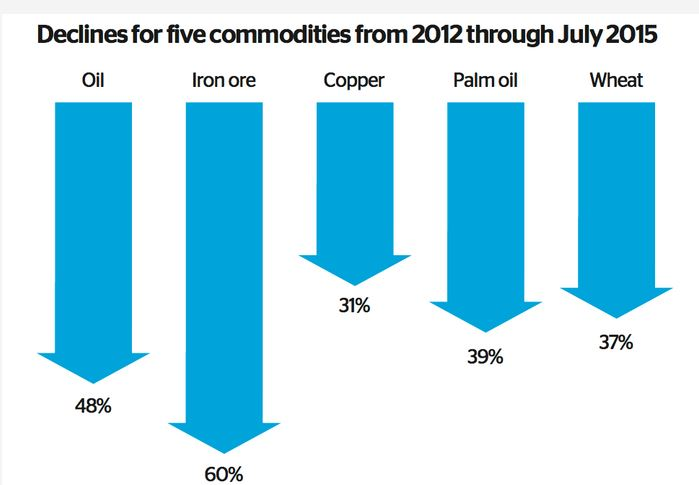 Declines for five commodities from 2012 through July 2015
Oil
Iron ore
Copper
Palm oil
Wheat
48%
60%
31%
39%
37%